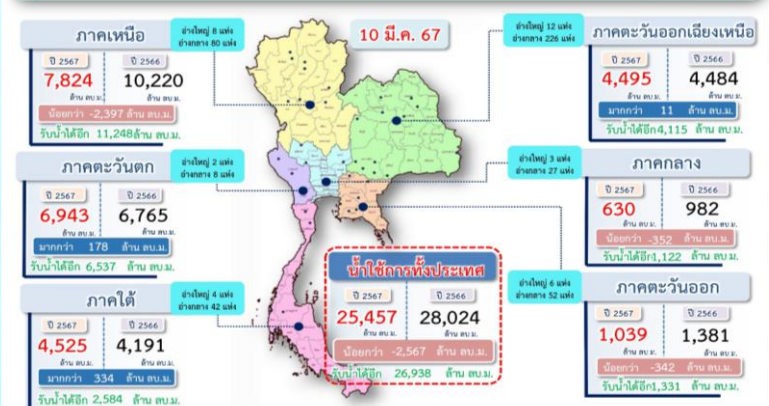 10 มี.ค. 67
ภาคเหนือ
ปี 2567 ปี 2566
7,824 10,220
ล้าน ลบ.ม. ล้าน ลบ.ม.
น้อยกว่า -2,397 ล้าน ลบ.ม.
รับน้ำได้อีก 11,248 ล้าน ลบ.ม.
อ่างใหญ่ 8 แห่ง
อ่างกลาง 80 แห่ง
อ่างใหญ่ 12 แห่ง
อ่างกลาง 226 แห่ง
ภาคตะวันออกเฉียงเหนือ
ปี 2567 ปี 2566
4,495 4,484
ล้าน ลบ.ม. ล้าน ลบ.ม.
มากกว่า 11 ล้าน ลบ.ม.
รับน้ำได้อีก4,115 ล้าน ลบ.ม.
ภาคตะวันตก
ปี 2567 ปี 2566
6,943 6,765
ล้าน ลบ.ม. ล้าน ลบ.ม.
มากกว่า 178 ล้าน ลบ.ม.
รับน้ำได้อีก 6,537 ล้าน ลบ.ม.
อ่างใหญ่ 2 แห่ง
อ่างกลาง 8 แห่ง
อ่างใหญ่ 3 แห่ง
อ่างกลาง 27 แห่ง
ภาคกลาง
ปี 2567 ปี 2566
630 982
ล้าน ลบ.ม. ล้าน ลบ.ม.
น้อยกว่า -352 ล้าน ลบ.ม.
รับน้ำได้อีก1,122 ล้าน ลบ.ม.
ภาคใต้
ปี 2567 ปี 2566
4,525 4,191
ล้าน ลบ.ม. ล้าน ลบ.ม.
มากกว่า 334 ล้าน ลบ.ม.
รับน้ำได้อีก 2,584 ล้าน ลบ.ม.
อ่างใหญ่ 4 แห่ง
อ่างกลาง 42 แห่ง
น้ำใช้การทั้งประเทศ
ปี 2567 ปี 2566
25,457 28,024
ล้าน ลบ.ม. ล้าน ลบ.ม.
น้อยกว่า -2,567 ล้าน ลบ.ม.
รับน้ำได้อีก 26,938 ล้าน ลบ.ม.
อ่างใหญ่ 6 แห่ง
อ่างกลาง 52 แห่ง
ภาคตะวันออก
ปี 2567 ปี 2566
1,039 1,381
ล้าน ลบ.ม. ล้าน ลบ.ม.
น้อยกว่า -342 ล้าน ลบ.ม.
รับน้ำได้อีก1,331 ล้าน ลบ.ม.